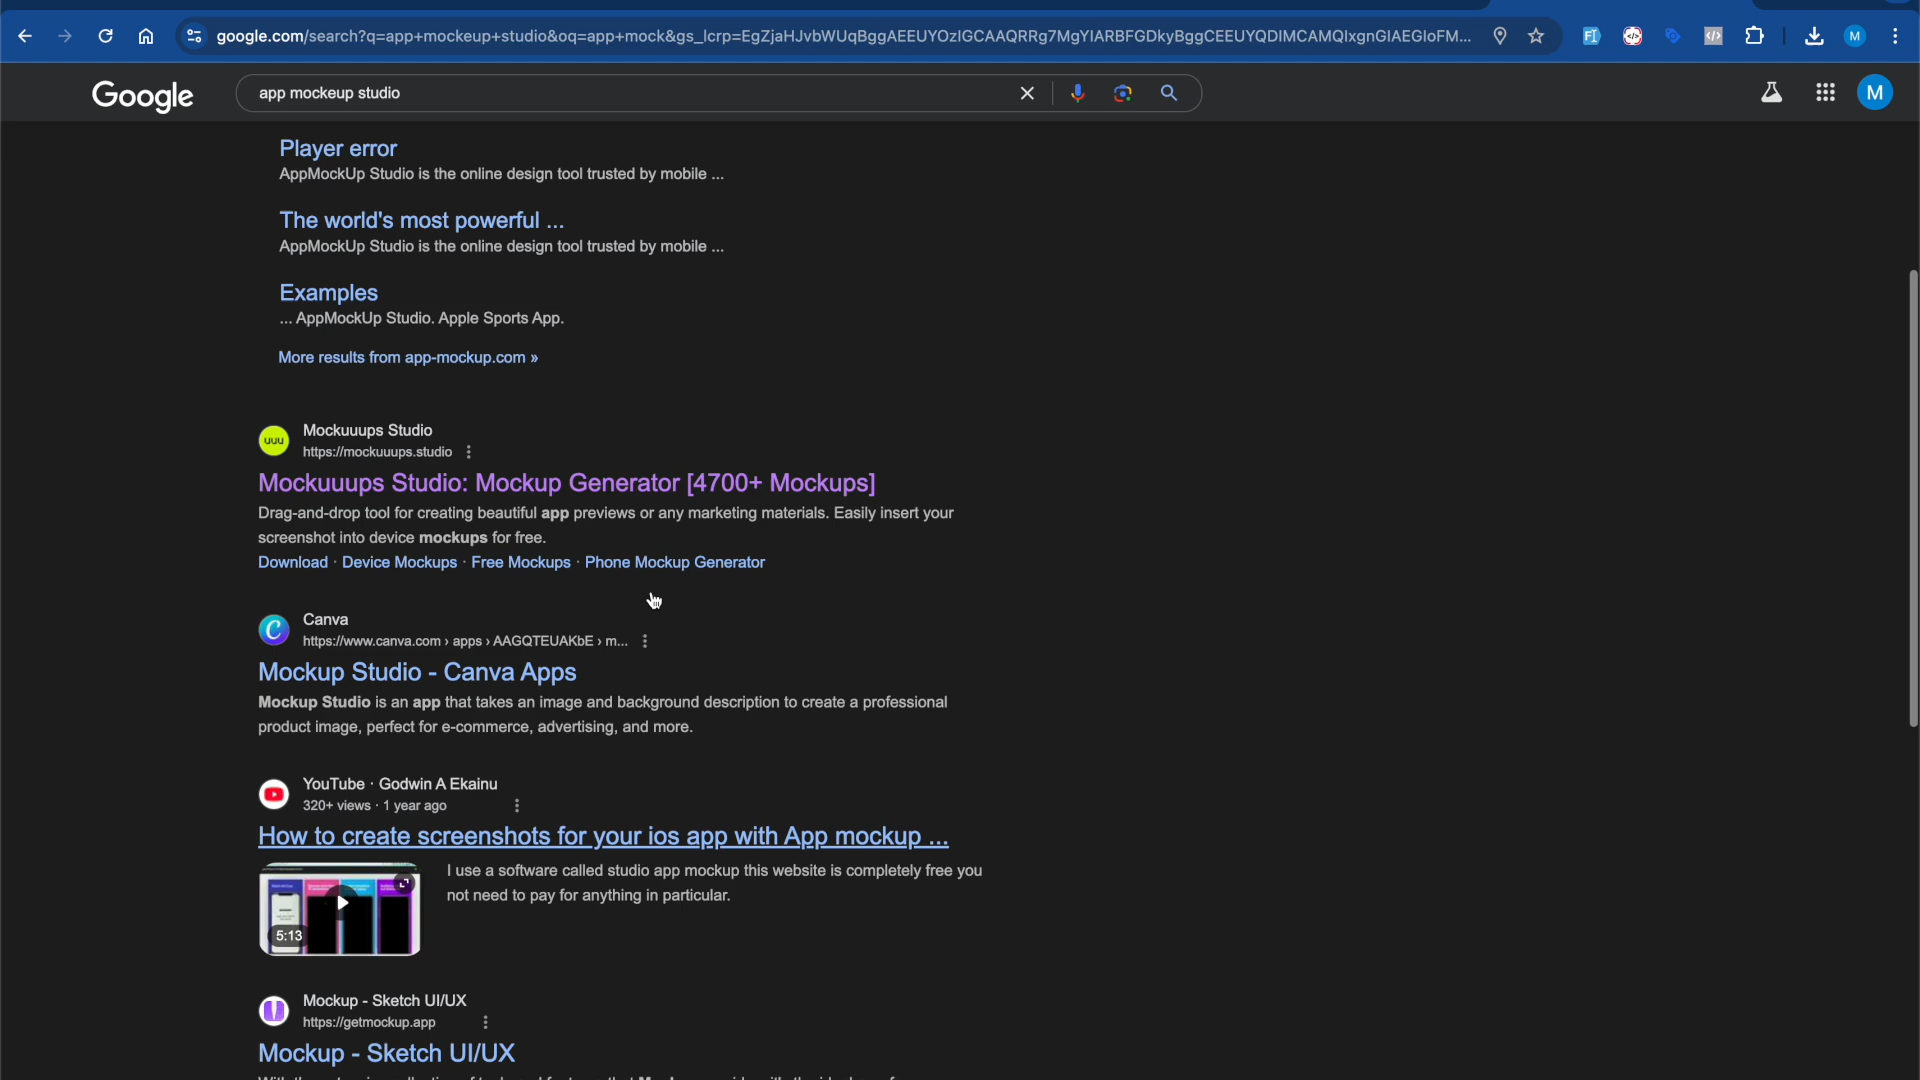 google.com/search?q=app+mockeup+studio&oq=app+mock&gs_lcrp=EgZjaHJvbWUqBggAEEUYOzIGCAAQRRg7MgYIARBFGDkyBggCEEUYQDIMCAMQIxgnGIAEGIoFM...
M
Google
app mockeup studio
M
Player error
AppMockUp Studio is the online design tool trusted by mobile ...
The world's most powerful ...
AppMockUp Studio is the online design tool trusted by mobile ...
Examples
... AppMockUp Studio. Apple Sports App.
More results from app-mockup.com »
uuu
Mockuuups Studio
https://mockuuups.studio
Mockuuups Studio: Mockup Generator [4700+ Mockups]
Drag-and-drop tool for creating beautiful app previews or any marketing materials. Easily insert your
screenshot into device mockups for free.
Download · Device Mockups · Free Mockups · Phone Mockup Generator
Canva
https://www.canva.com › apps › AAGQTEUAKbE › m...
Mockup Studio - Canva Apps
Mockup Studio is an app that takes an image and background description to create a professional
product image, perfect for e-commerce, advertising, and more.
YouTube · Godwin A Ekainu
320+ views · 1 year ago
How to create screenshots for your ios app with App mockup ...
I use a software called studio app mockup this website is completely free you
not need to pay for anything in particular.
5:13
Mockup - Sketch UI/UX
https://getmockup.app
Mockup - Sketch UI/UX